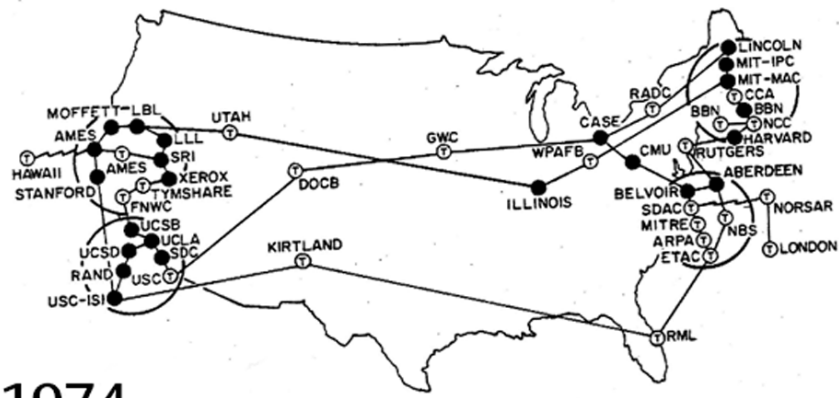 LINCOLN
MIT-IPC
MIT-MAC
RADC
T CCA
MOFFETT LBL
UTAH
CASE
BBN T
BBN
T NCC
AMES
LLL
GWC
WPAFB
HARVARD
T
T
T
T RUTGERS
HAWAII
AMES
SRI
CMU
ABERDEEN
STANFORD
XEROX
T
DOCB
ILLINOIS
BELVOIR
T TYMSHARE
T FNWC
SDAC T
T NORSAR
UCSB
MITRE T
T NBS
UCSD
UCLA
KIRTLAND
ARPA T
T LONDON
SDC
RAND
USC T
T
ETAC T
USC-ISI
T RML
1974